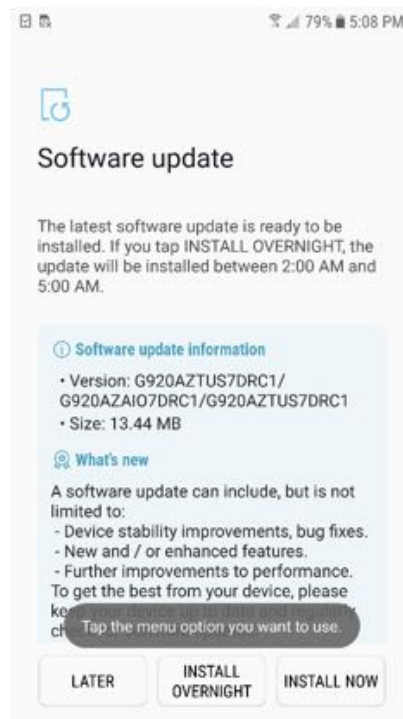 79% 5:08 PM
Software update
The latest software update is ready to be
installed. If you tap INSTALL OVERNIGHT, the
update will be installed between 2:00 AM and
5:00 AM.
Software update information
• Version: G920AZTUS7DRC1/
G920AZAIO7DRC1/G920AZTUS7DRC1
• Size: 13.44 MB
What's new
A software update can include, but is not
limited to:
- Device stability improvements, bug fixes.
- New and / or enhanced features.
- Further improvements to performance.
To get the best from your device, please
Tap the menu option you want to use.
LATER
INSTALL
OVERNIGHT
INSTALL NOW